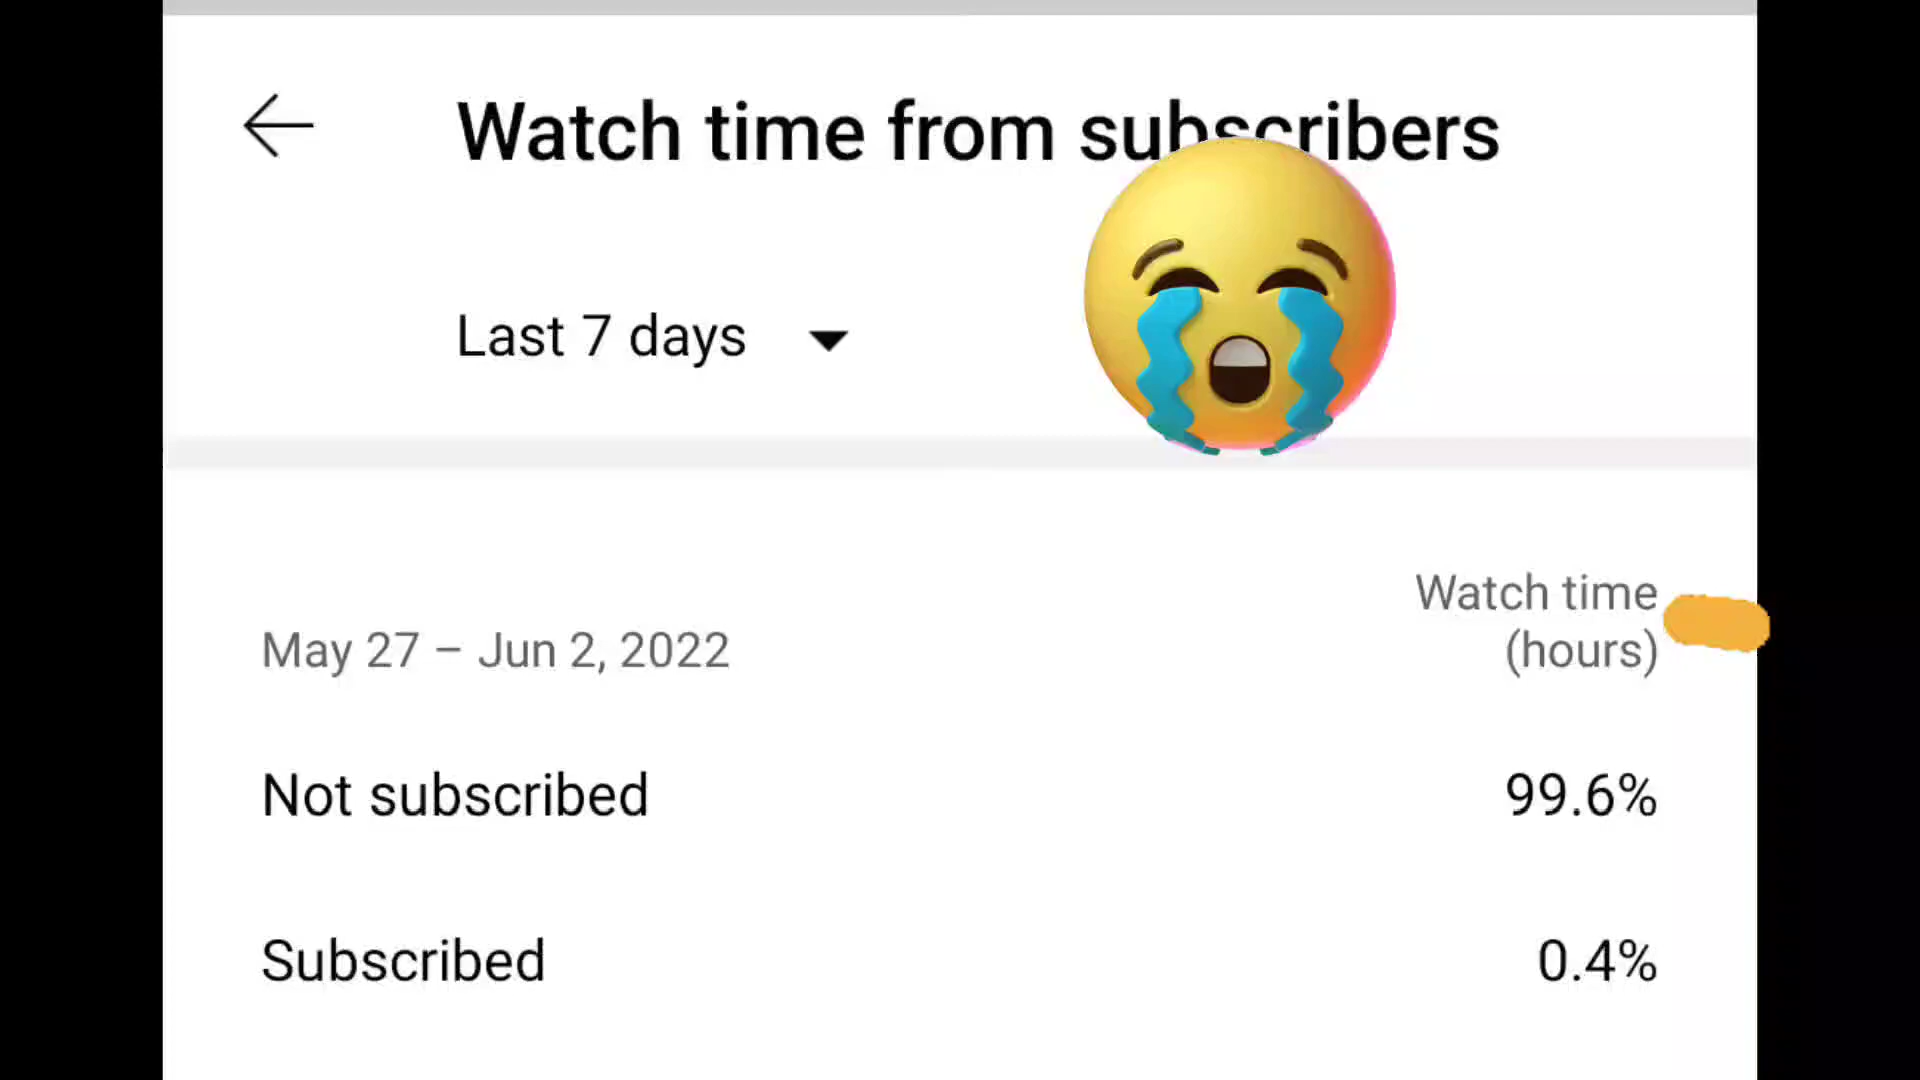 Watch time from subscribers
Last 7 days
Watch time
(hours)
May 27 – Jun 2, 2022
Not subscribed
99.6%
Subscribed
0.4%